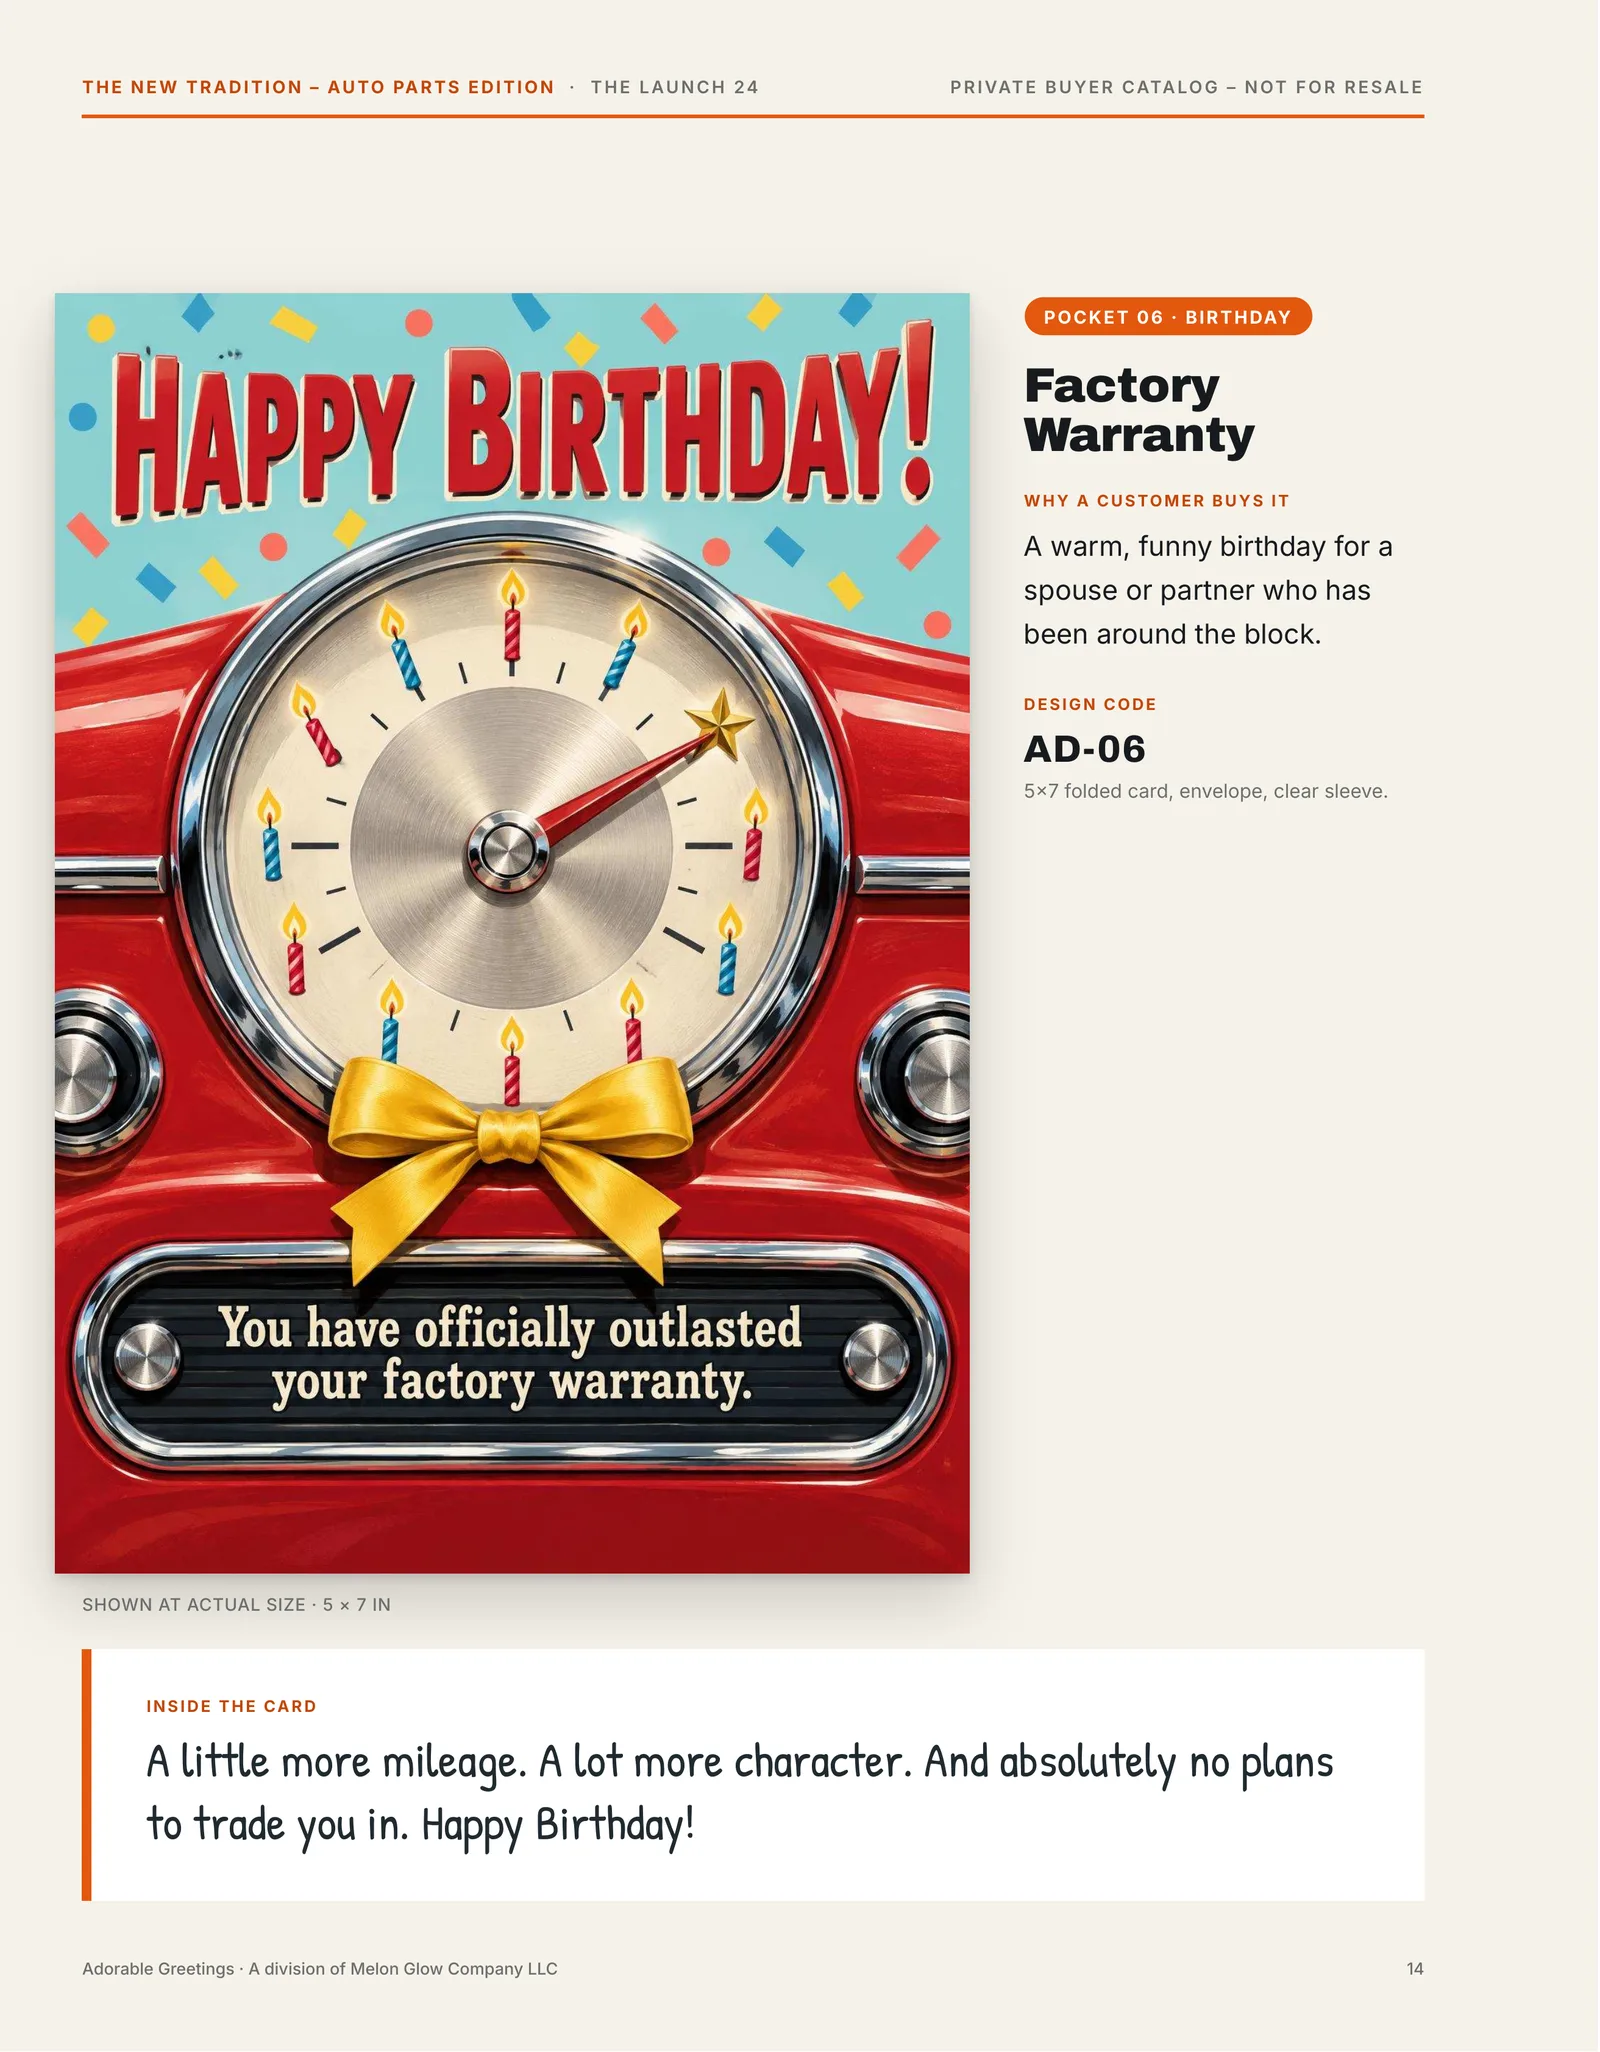 THE NEW TRADITION – AUTO PARTS EDITION · THE LAUNCH 24
PRIVATE BUYER CATALOG – NOT FOR RESALE
HAPPY BIRTHDAY!
You have officially outlasted
your factory warranty.
SHOWN AT ACTUAL SIZE · 5 × 7 IN
POCKET 06 · BIRTHDAY
Factory
Warranty
WHY A CUSTOMER BUYS IT
A warm, funny birthday for a
spouse or partner who has
been around the block.
DESIGN CODE
AD-06
5×7 folded card, envelope, clear sleeve.
INSIDE THE CARD
A little more mileage. A lot more character. And absolutely no plans
to trade you in. Happy Birthday!
Adorable Greetings · A division of Melon Glow Company LLC
14